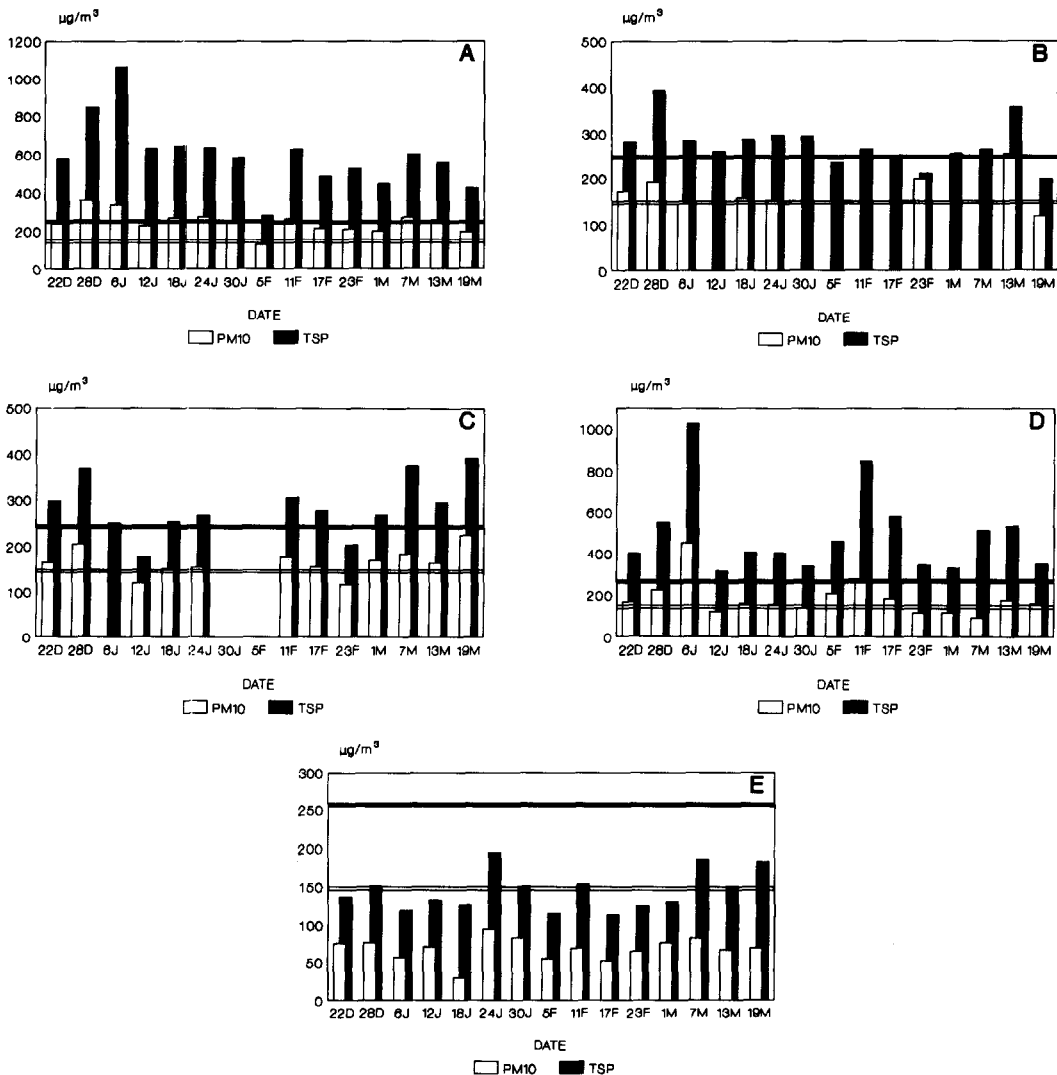 µg/m³
1200
1000
800
600
400
200
0
A
22D 28D 6J 12J 18J 24J 30J 5F 11F 17F 23F 1M 7M 13M 19M
DATE
PM10 TSP
µg/m³
500
400
300
200
100
0
B
22D 28D 6J 12J 18J 24J 30J 5F 11F 17F 23F 1M 7M 13M 19M
DATE
PM10 TSP
µg/m³
500
400
300
200
100
0
C
22D 28D 6J 12J 18J 24J 30J 5F 11F 17F 23F 1M 7M 13M 19M
DATE
PM10 TSP
µg/m³
1000
800
600
400
200
0
D
22D 28D 6J 12J 18J 24J 30J 5F 11F 17F 23F 1M 7M 13M 19M
DATE
PM10 TSP
µg/m³
300
250
200
150
100
50
0
E
22D 28D 6J 12J 18J 24J 30J 5F 11F 17F 23F 1M 7M 13M 19M
DATE
PM10 TSP